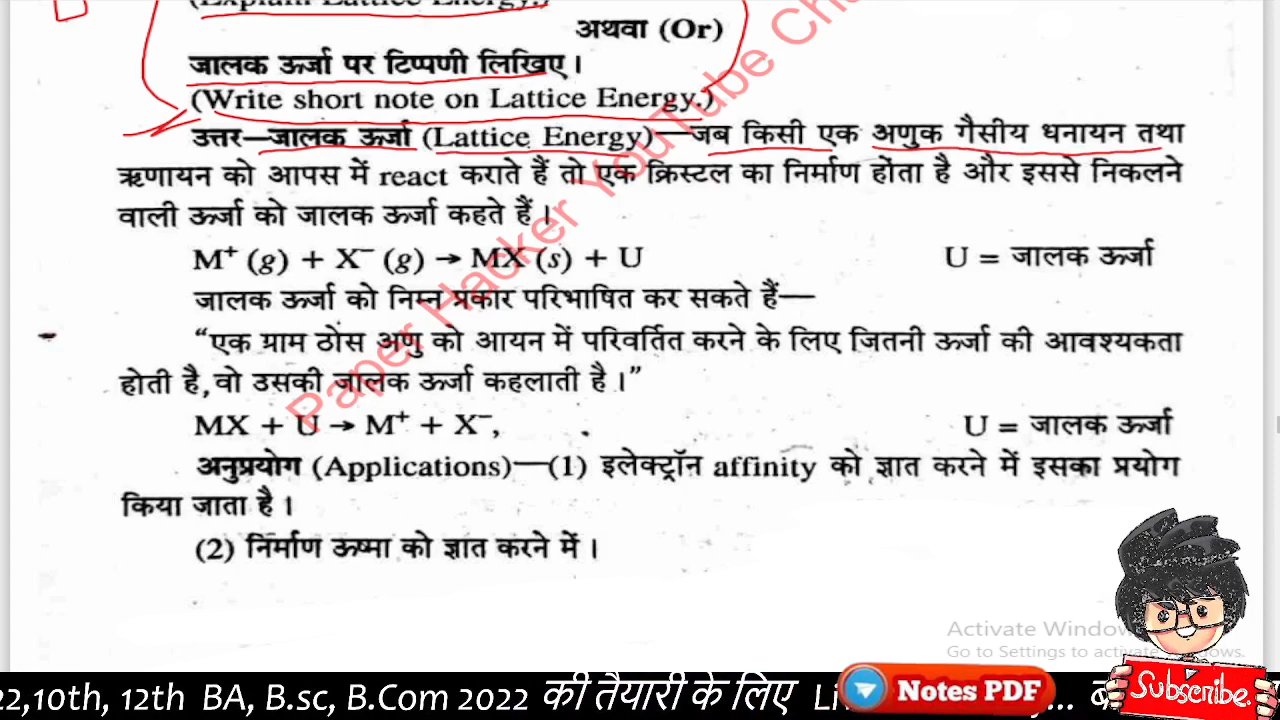 (Explain Lattice Energy.)
अथवा (Or)
जालक ऊर्जा पर टिप्पणी लिखिए।
(Write short note on Lattice Energy.)
उत्तर—जालक ऊर्जा (Lattice Energy)—जब किसी एक अणुक गैसीय धनायन तथा
ऋणायन को आपस में react कराते हैं तो एक क्रिस्टल का निर्माण होता है और इससे निकलने
वाली ऊर्जा को जालक ऊर्जा कहते हैं।
M⁺ (g) + X⁻ (g) → MX (s) + U U = जालक ऊर्जा
जालक ऊर्जा को निम्न प्रकार परिभाषित कर सकते हैं—
“एक ग्राम ठोस अणु को आयन में परिवर्तित करने के लिए जितनी ऊर्जा की आवश्यकता
होती है, वो उसकी जालक ऊर्जा कहलाती है।”
MX + U → M⁺ + X⁻, U = जालक ऊर्जा
अनुप्रयोग (Applications)—(1) इलेक्ट्रॉन affinity को ज्ञात करने में इसका प्रयोग
किया जाता है।
(2) निर्माण ऊष्मा को ज्ञात करने में।
Paper Hacker YouTube Cha
Activate Window
Go to Settings to activate Windows.
22,10th, 12th BA, B.sc, B.Com 2022 की तैयारी के लिए
Notes PDF
Subscribe.